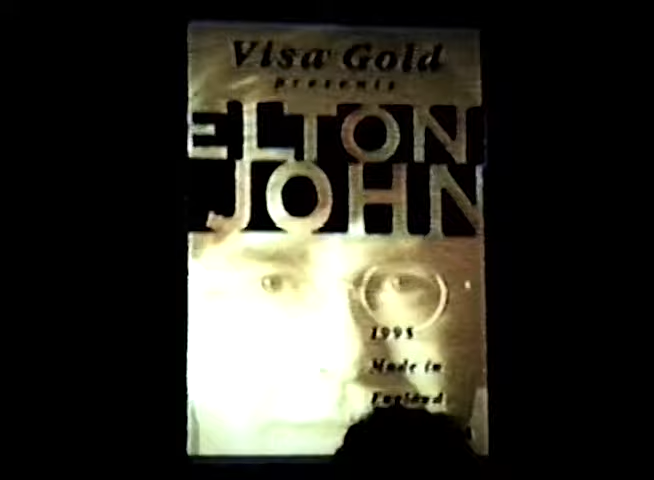 Visa Gold
presents
ELTON
JOHN
1995
Made in
England